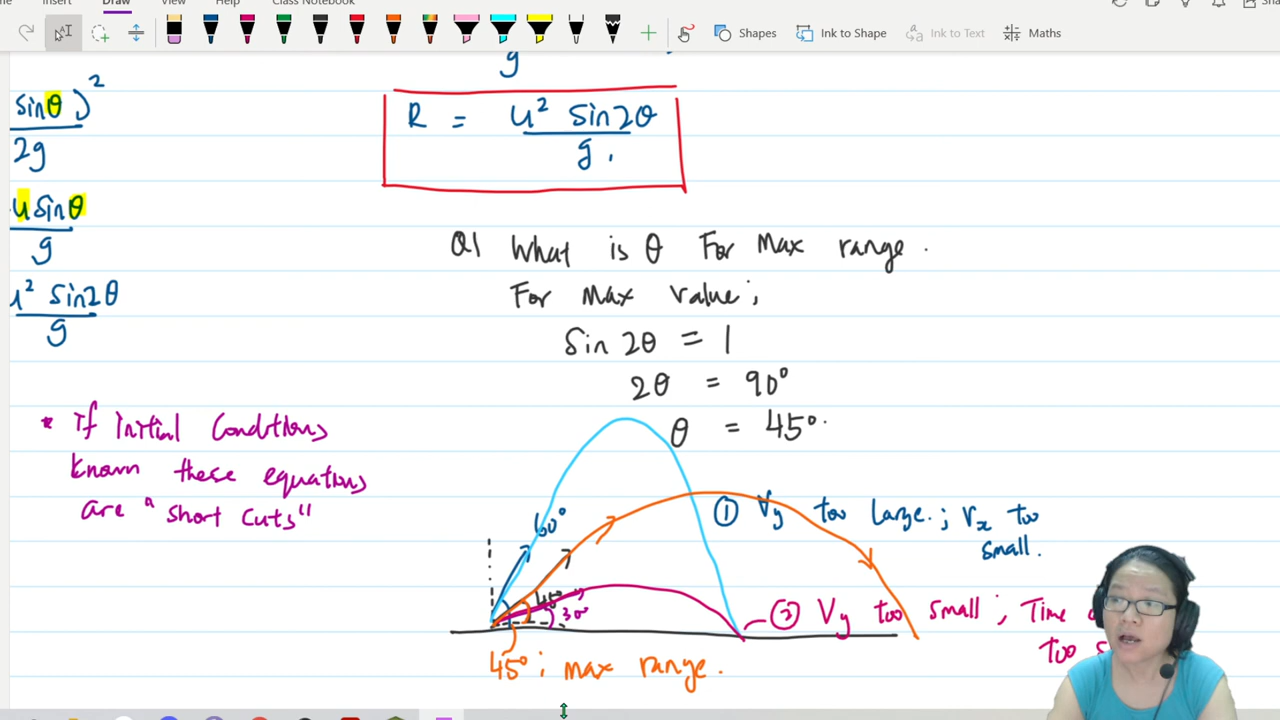 Insert Draw View Help Class Notebook
Shapes Ink to Shape Ink to Text Maths
g
sinθ )²
2g
R = u² sin2θ
g.
u sinθ
g
u² sin2θ
g
Q1 What is θ For Max range.
For Max value;
sin 2θ = 1
2θ = 90°
θ = 45°.
* If initial conditions
known these equations
are "short cuts"
60°
45°
30°
① Vy too large.; Vx too
small.
② Vy too small; Time
too
45°; max range.